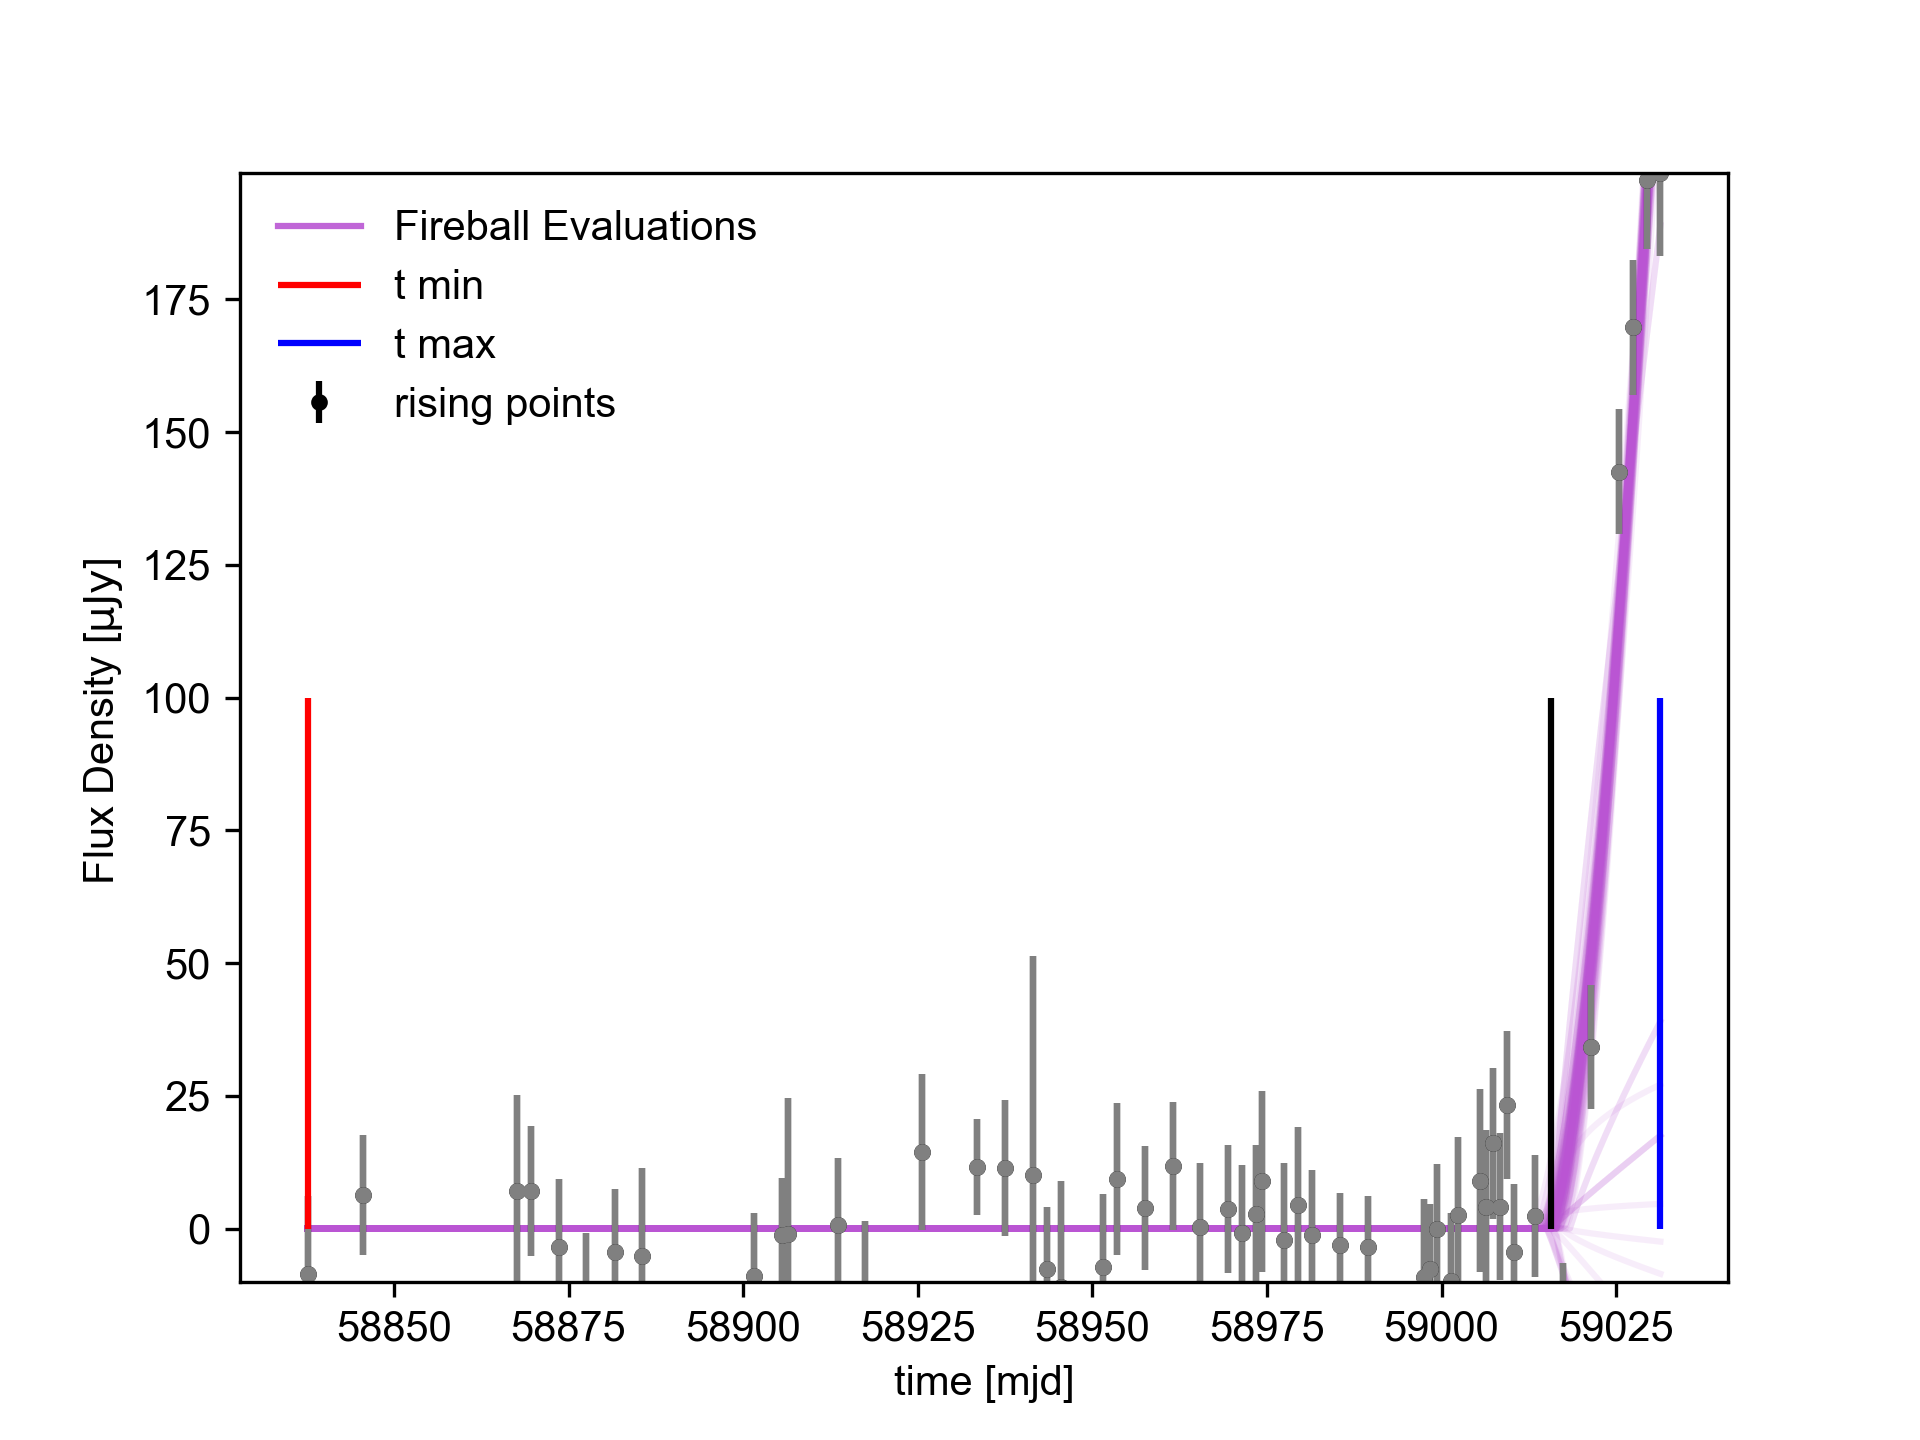 Fireball Evaluations
t min
t max
rising points
175
150
125
100
75
50
25
0
Flux Density [µJy]
58850 58875 58900 58925 58950 58975 59000 59025
time [mjd]